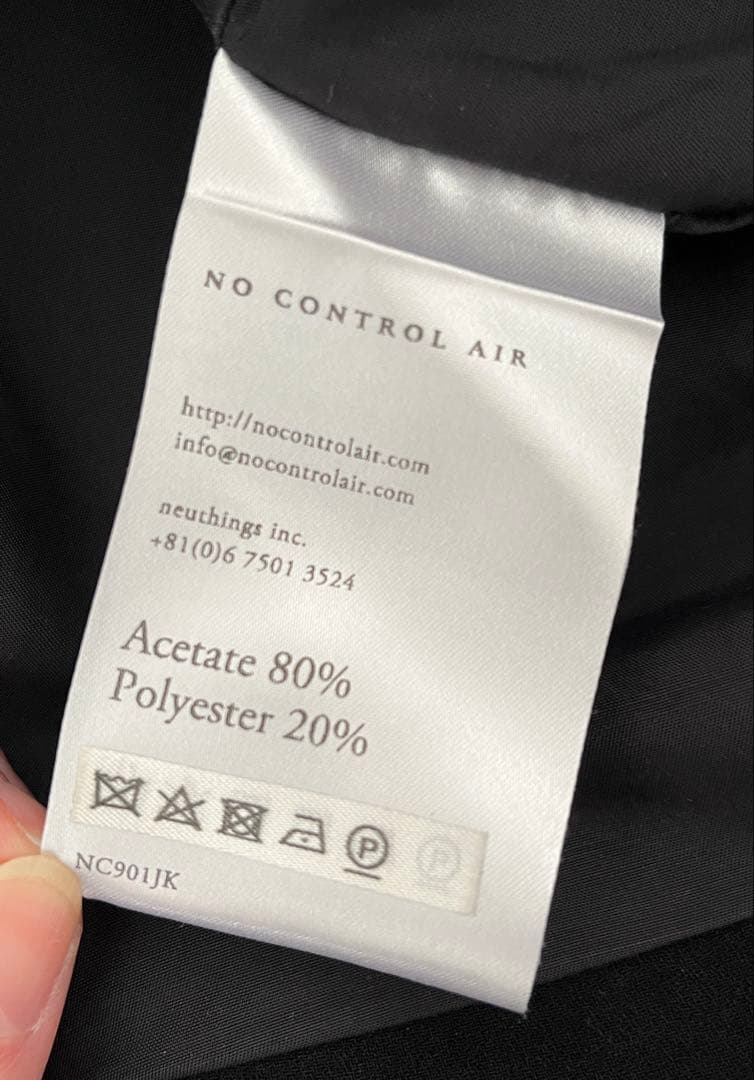 NO CONTROL AIR
http://nocontrolair.com
info@nocontrolair.com
neuthings inc.
+81(0)6 7501 3524
Acetate 80%
Polyester 20%
P P
NC901JK